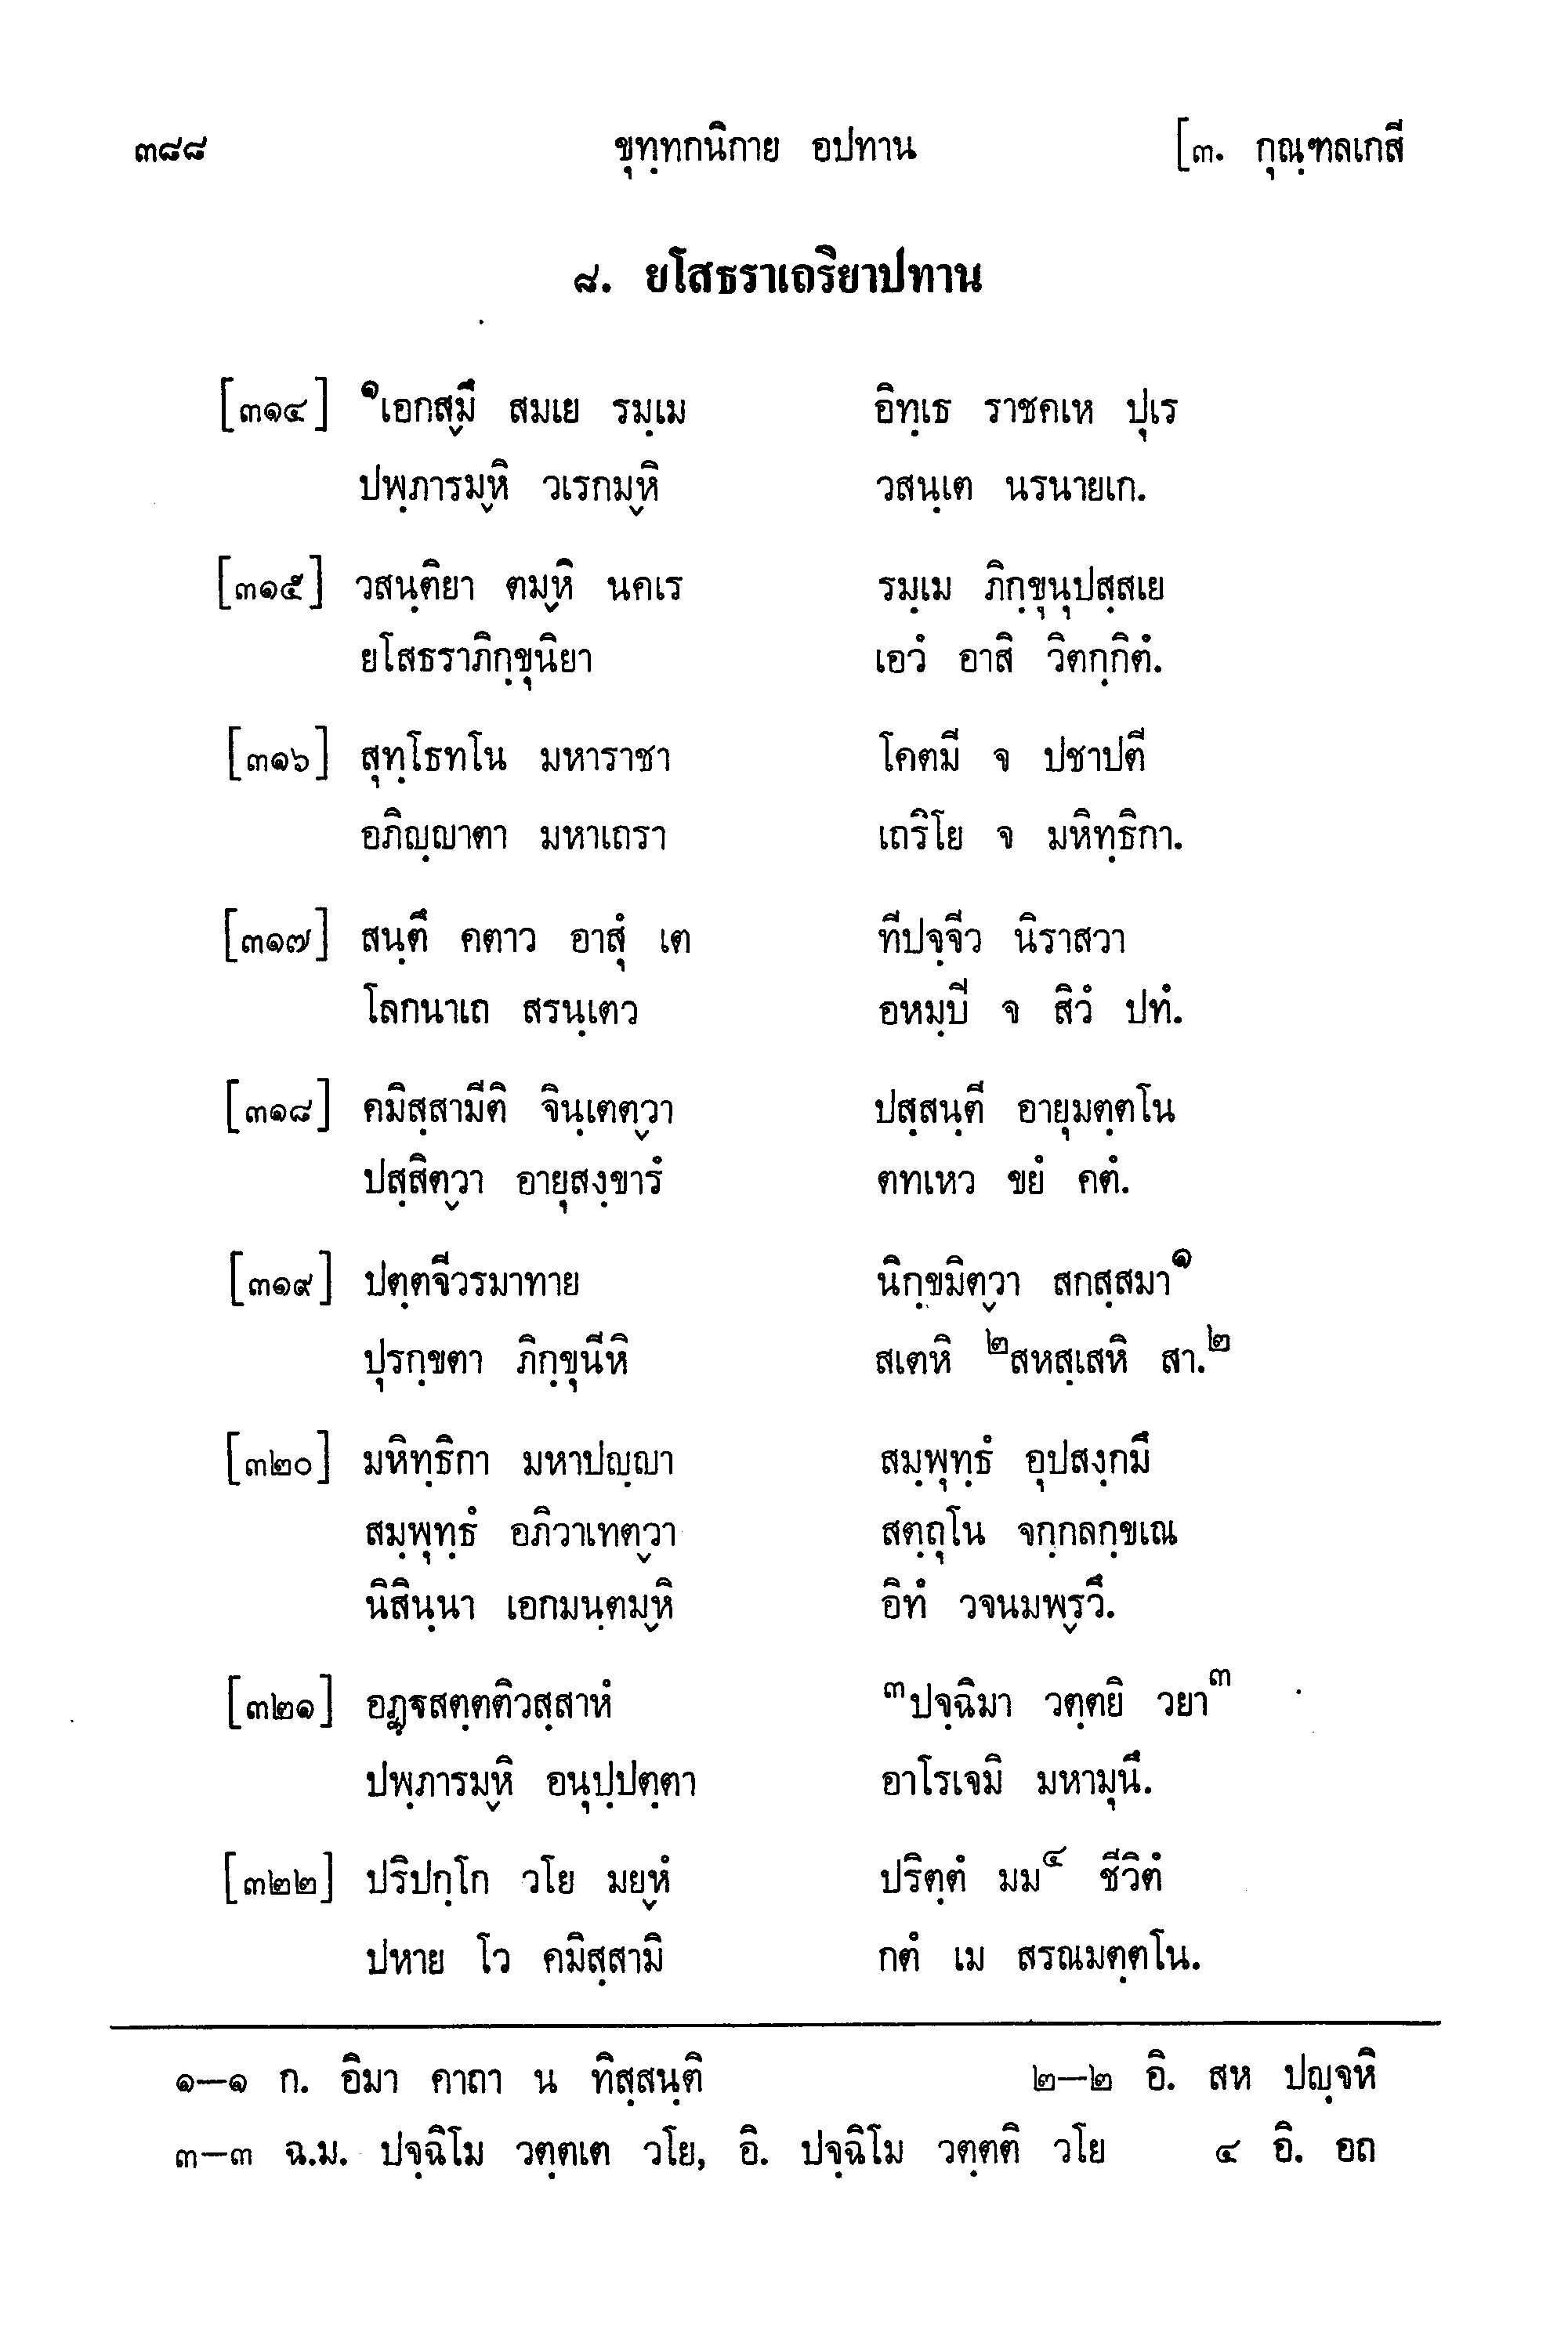 ๓๘๘ ขุทฺทกนิกาย อปทาน [๓. กุณฺฑลเกสี
๘. ยโสธราเถริยาปทาน
[๓๑๔] ๑เอกสฺมึ สมเย รมฺเม อิทฺเธ ราชคเห ปุเร
ปพฺภารมฺหิ วเรกมฺหิ วสนฺเต นรนายเก.
[๓๑๕] วสนฺติยา ตมฺหิ นคเร รมฺเม ภิกฺขุนุปสฺสเย
ยโสธราภิกฺขุนิยา เอวํ อาสิ วิตกฺกิตํ.
[๓๑๖] สุทฺโธทโน มหาราชา โคตมี จ ปชาปตี
อภิญฺญาตา มหาเถรา เถริโย จ มหิทฺธิกา.
[๓๑๗] สนฺตึ คตาว อาสุํ เต ทีปจฺจีว นิราสวา
โลกนาเถ สรนฺเตว อหมฺบี จ สิวํ ปทํ.
[๓๑๘] คมิสฺสามีติ จินฺเตตฺวา ปสฺสนฺตี อายุมตฺตโน
ปสฺสิตฺวา อายุสงฺขารํ ตทเหว ขยํ คตํ.
[๓๑๙] ปตฺตจีวรมาทาย นิกฺขมิตฺวา สกสฺสมา๑
ปุรกฺขตา ภิกฺขุนีหิ สเตหิ ๒สหสฺเสหิ สา.๒
[๓๒๐] มหิทฺธิกา มหาปญฺญา สมฺพุทฺธํ อุปสงฺกมึ
สมฺพุทฺธํ อภิวาเทตฺวา สตฺถุโน จกฺกลกฺขเณ
นิสินฺนา เอกมนฺตมฺหิ อิทํ วจนมพฺรวึ.
[๓๒๑] อฏฺฐสตฺตติวสฺสาหํ ๓ปจฺฉิมา วตฺตยิ วยา๓
ปพฺภารมฺหิ อนุปฺปตฺตา อาโรเจมิ มหามุนึ.
[๓๒๒] ปริปกฺโก วโย มยฺหํ ปริตฺตํ มม๔ ชีวิตํ
ปหาย โว คมิสฺสามิ กตํ เม สรณมตฺตโน.
๑—๑ ก. อิมา คาถา น ทิสฺสนฺติ ๒—๒ อิ. สห ปญฺจหิ
๓—๓ ฉ.ม. ปจฺฉิโม วตฺตเต วโย, อิ. ปจฺฉิโม วตฺตติ วโย ๔ อิ. อถ